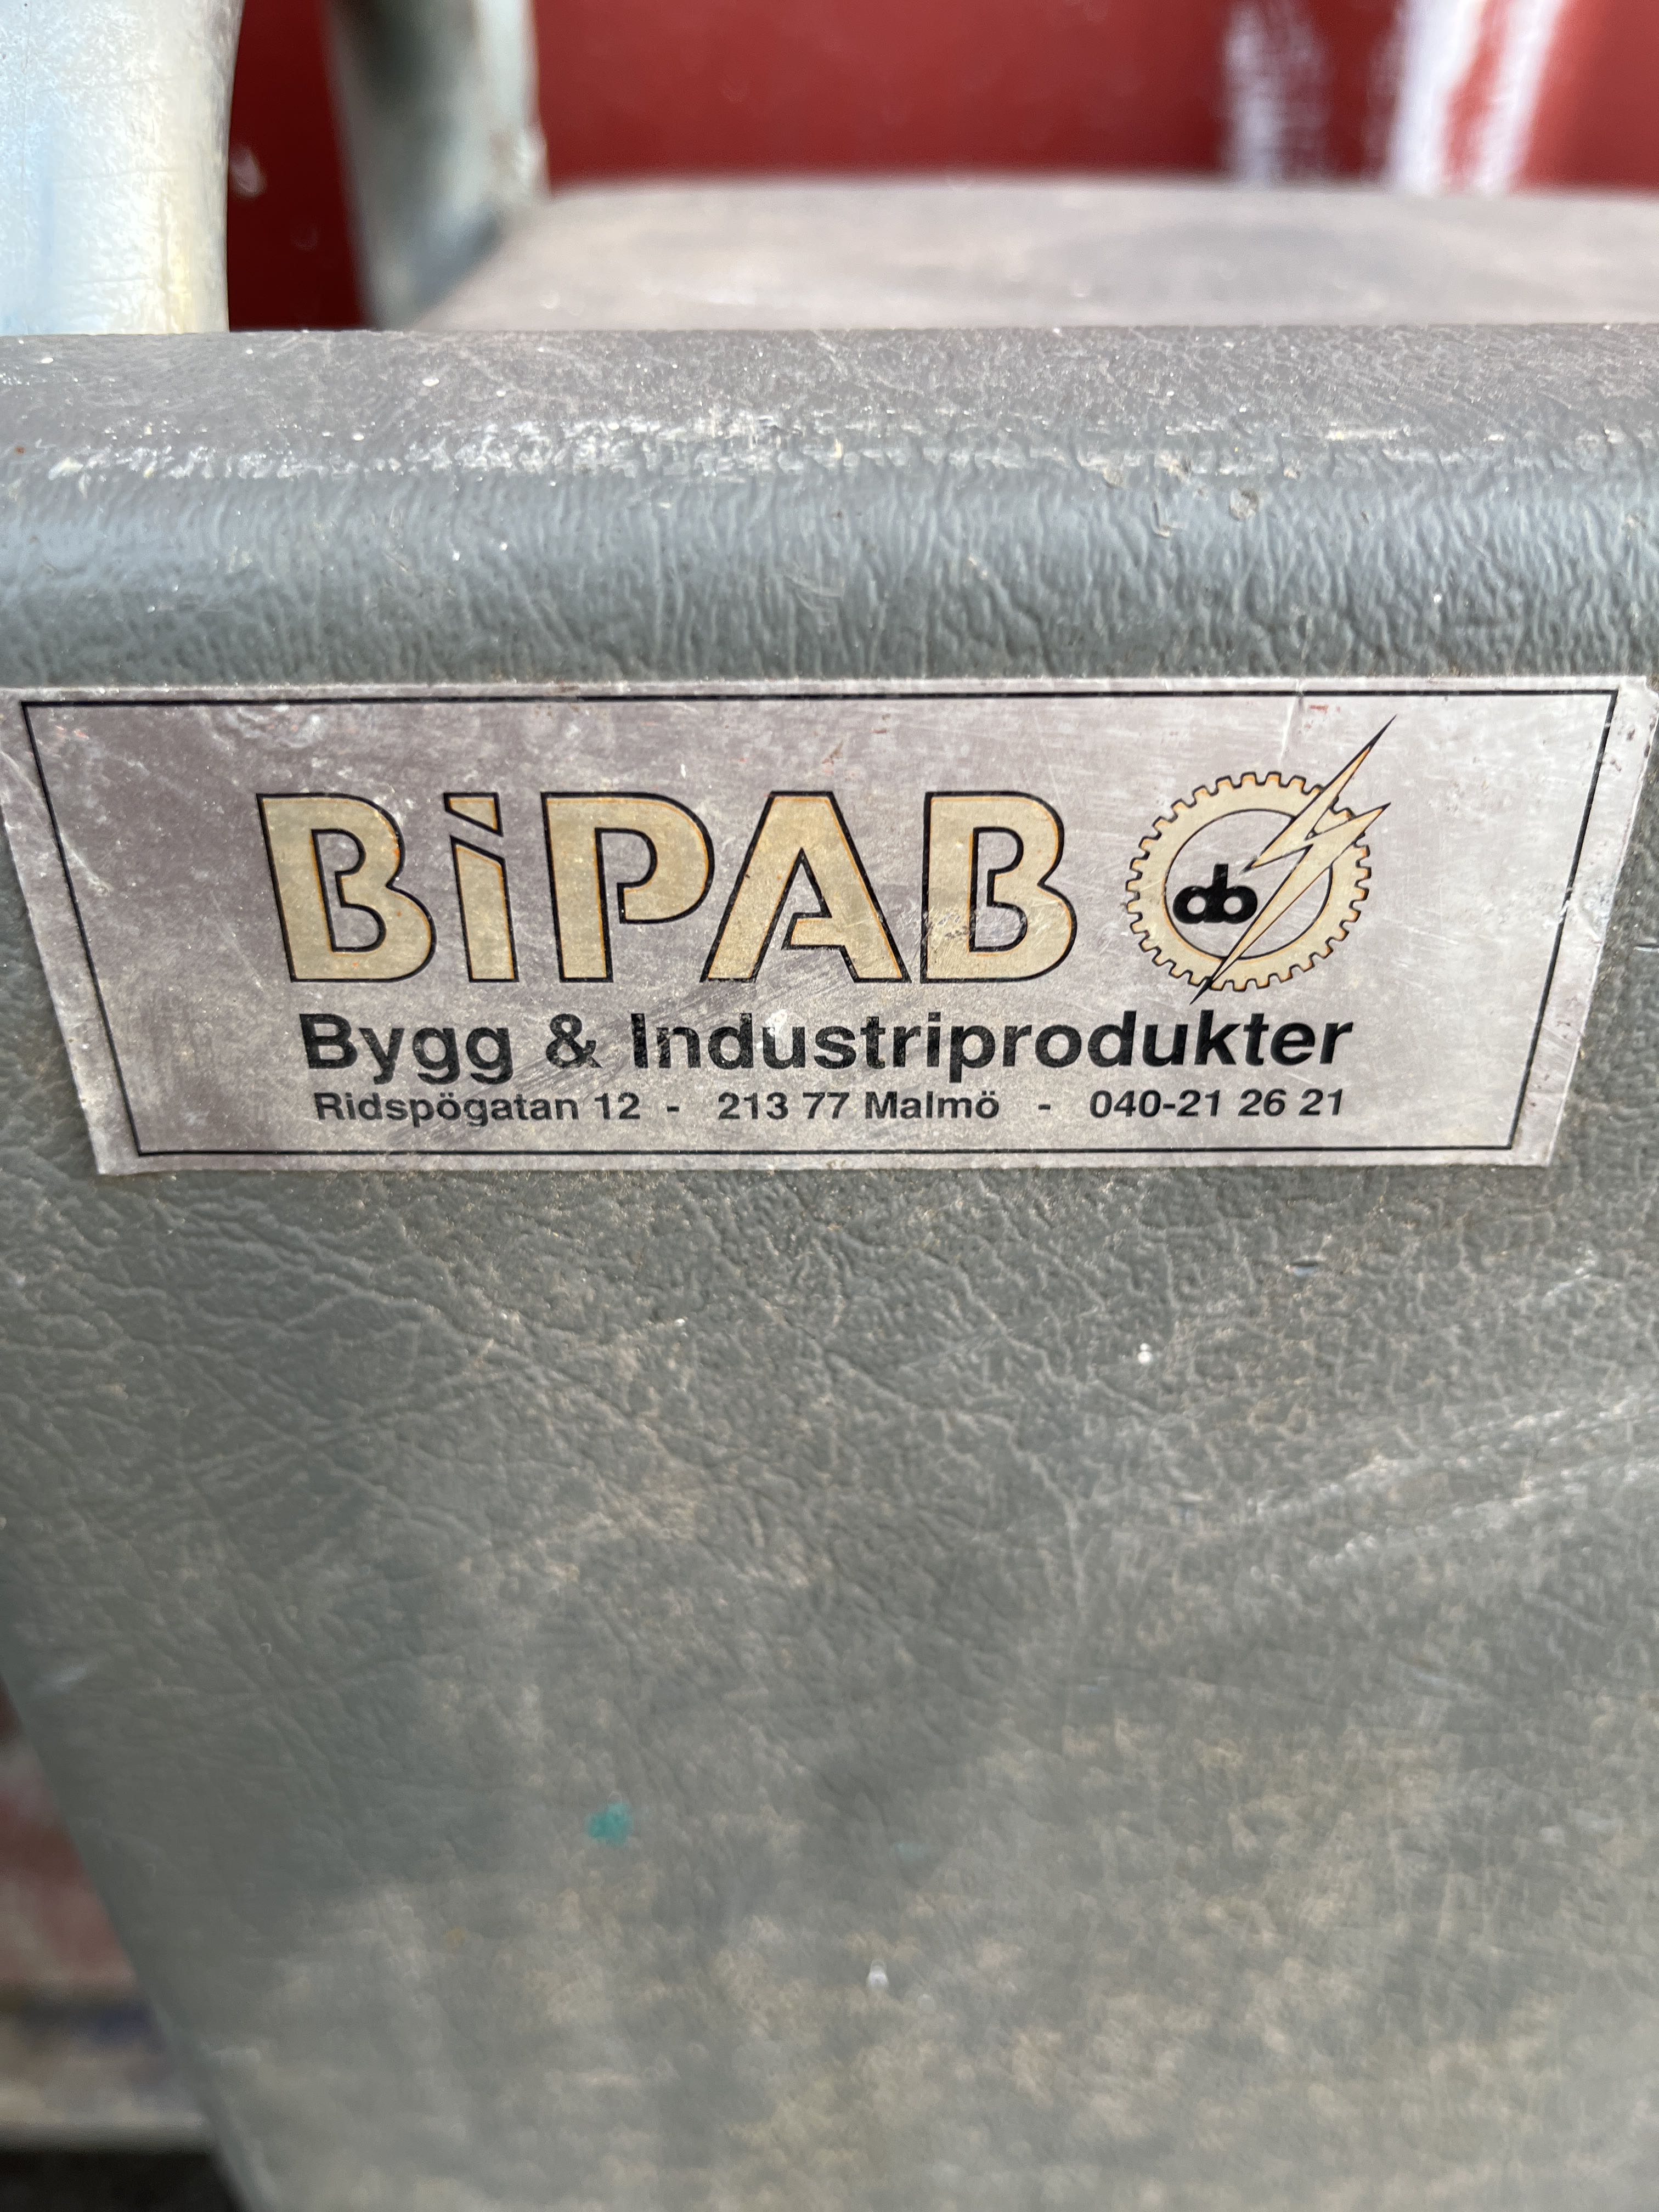 BiPAB
db
Bygg & Industriprodukter
Ridspögatan 12 - 213 77 Malmö - 040-21 26 21